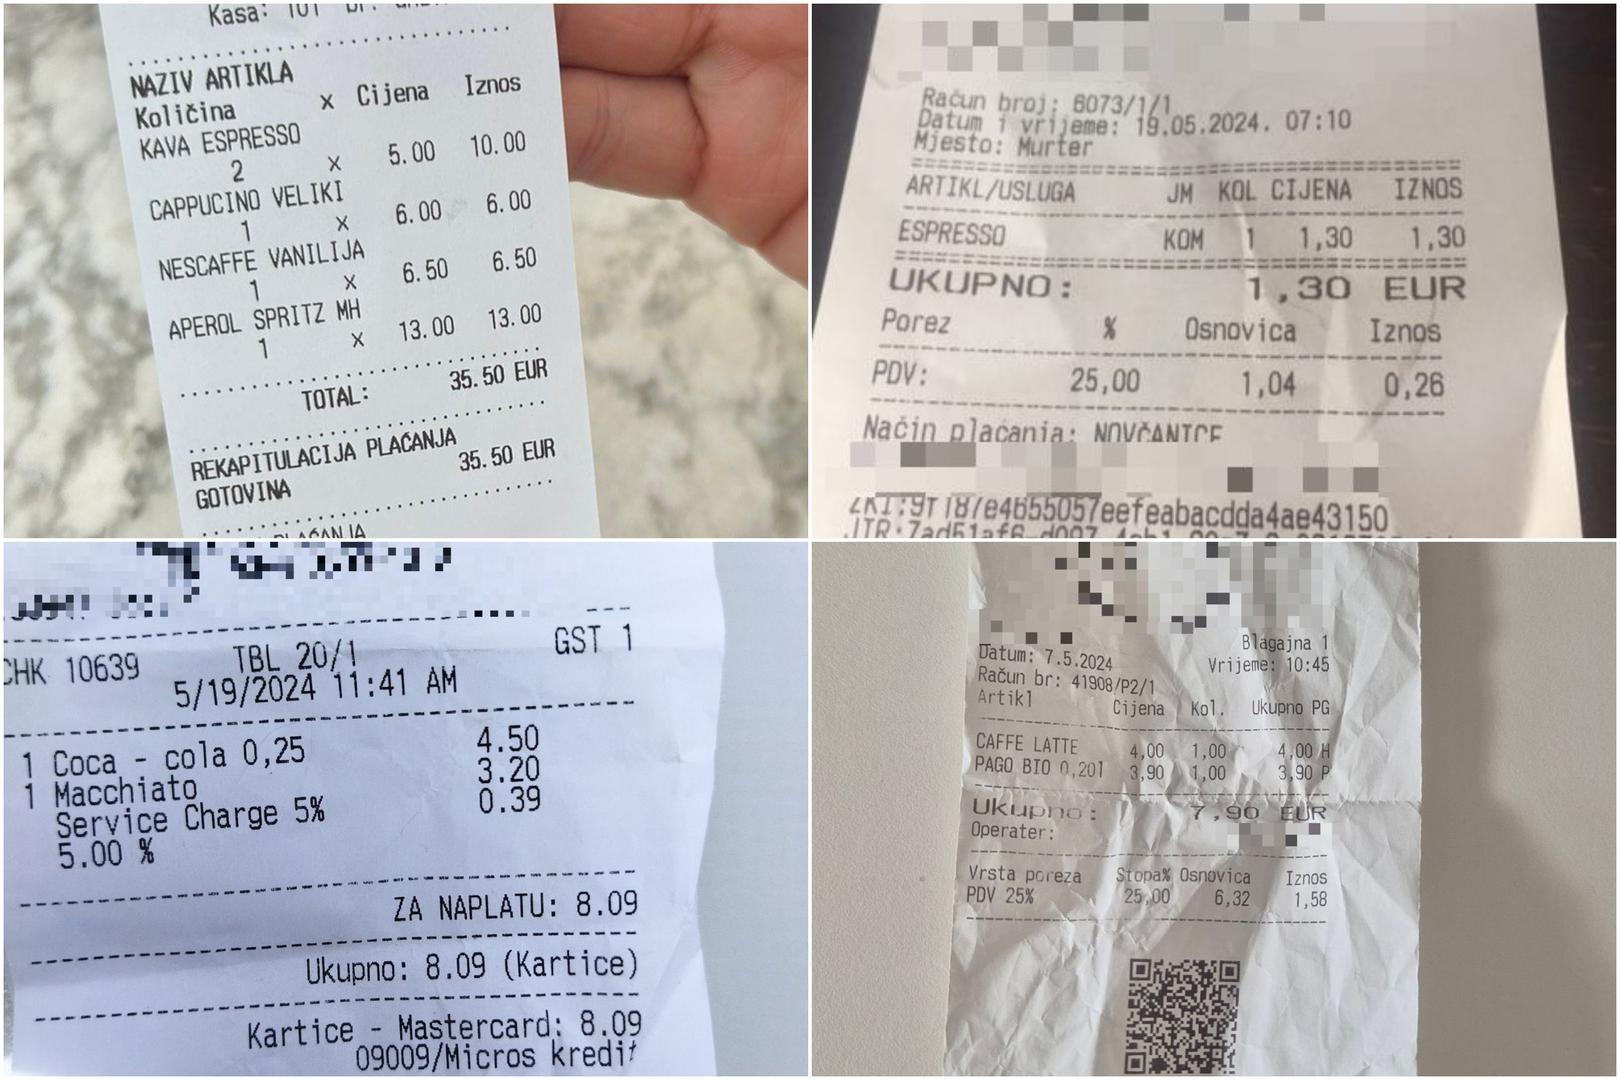 Kasa: 101
NAZIV ARTIKLA
Količina x Cijena Iznos
KAVA ESPRESSO
2 x 5.00 10.00
CAPPUCINO VELIKI
1 x 6.00 6.00
NESCAFFE VANILIJA
1 x 6.50 6.50
APEROL SPRITZ MH
1 x 13.00 13.00
TOTAL: 35.50 EUR
REKAPITULACIJA PLAĆANJA
GOTOVINA 35.50 EUR
PLAĆANJA
Račun broj: 6073/1/1
Datum i vrijeme: 19.05.2024. 07:10
Mjesto: Murter
ARTIKL/USLUGA JM KOL CIJENA IZNOS
ESPRESSO KOM 1 1,30 1,30
UKUPNO: 1,30 EUR
Porez % Osnovica Iznos
PDV: 25,00 1,04 0,26
Način plaćanja: NOVČANICE
CHK 10639 TBL 20/1 GST 1
5/19/2024 11:41 AM
1 Coca - cola 0,25 4.50
1 Macchiato 3.20
Service Charge 5% 0.39
5.00 %
ZA NAPLATU: 8.09
Ukupno: 8.09 (Kartice)
Kartice - Mastercard: 8.09
09009/Micros kredit
Blagajna 1
Datum: 7.5.2024 Vrijeme: 10:45
Račun br: 41908/P2/1
Artikl Cijena Kol. Ukupno PG
CAFFE LATTE 4,00 1,00 4,00 H
PAGO BIO 0,20l 3,90 1,00 3,90 P
Ukupno: 7,90 EUR
Operater:
Vrsta poreza Stopa% Osnovica Iznos
PDV 25% 25,00 6,32 1,58